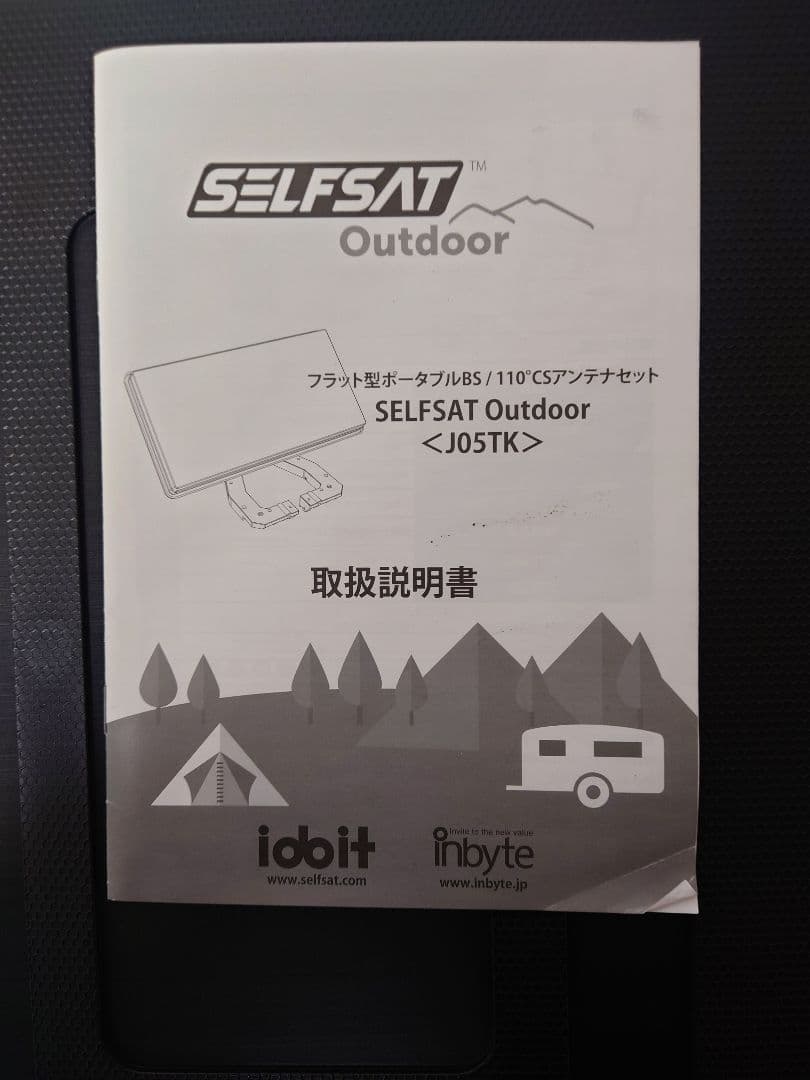 SELFSAT™
Outdoor
フラット型ポータブルBS / 110°CSアンテナセット
SELFSAT Outdoor
＜J05TK＞
取扱説明書
idoit
www.selfsat.com
Invite to the new value
inbyte
www.inbyte.jp